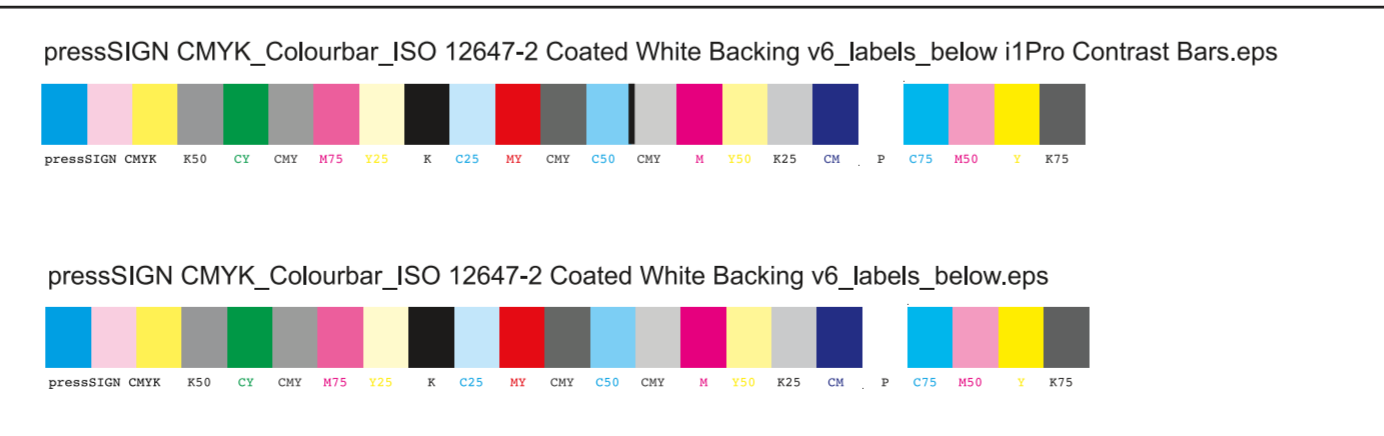 pressSIGN CMYK_Colourbar_ISO 12647-2 Coated White Backing v6_labels_below i1Pro Contrast Bars.eps
pressSIGN CMYK K50 CY CMY M75 Y25 K C25 MY CMY C50 CMY M Y50 K25 CM P C75 M50 Y K75
pressSIGN CMYK_Colourbar_ISO 12647-2 Coated White Backing v6_labels_below.eps
pressSIGN CMYK K50 CY CMY M75 Y25 K C25 MY CMY C50 CMY M Y50 K25 CM P C75 M50 Y K75